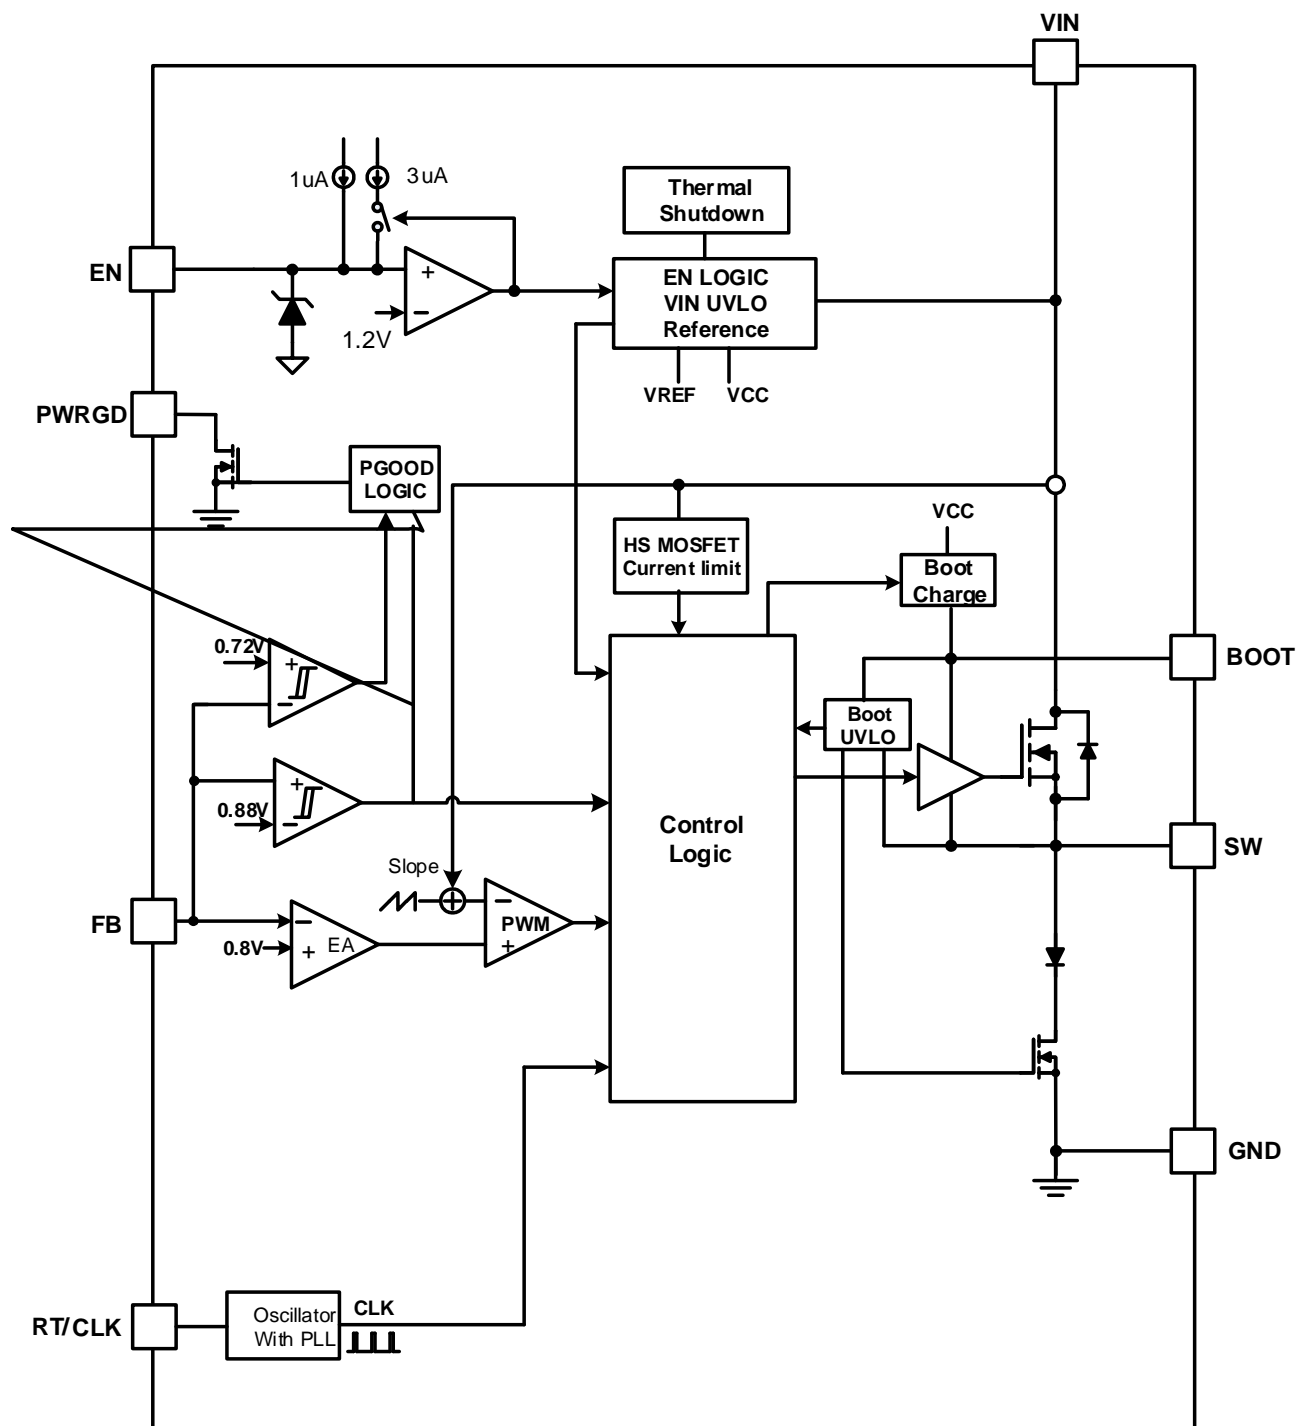 VIN
1uA
3uA
Thermal
Shutdown
EN
+
−
1.2V
EN LOGIC
VIN UVLO
Reference
VREF
VCC
PWRGD
PGOOD
LOGIC
VCC
HS MOSFET
Current limit
Boot
Charge
0.72V
+
−
BOOT
Boot
UVLO
+
0.88V
−
Control
Logic
SW
Slope
+
−
PWM
+
FB
−
0.8V
+
EA
GND
RT/CLK
Oscillator
With PLL
CLK